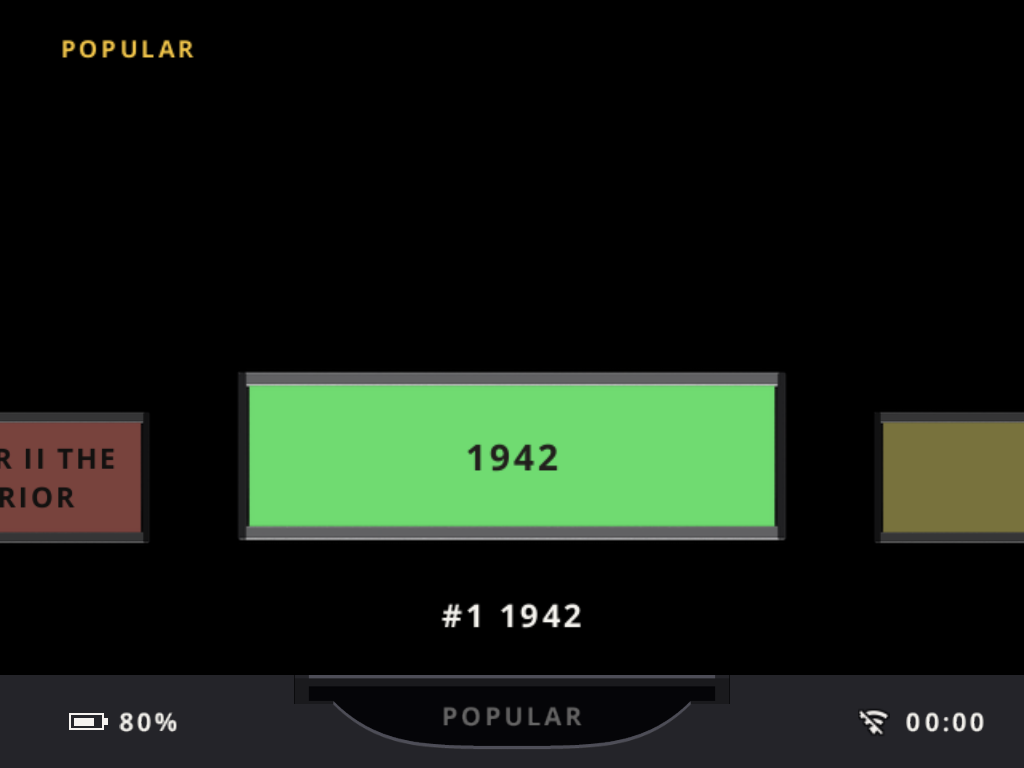 POPULAR
R II THE
RIOR
1942
#1 1942
80%
POPULAR
00:00